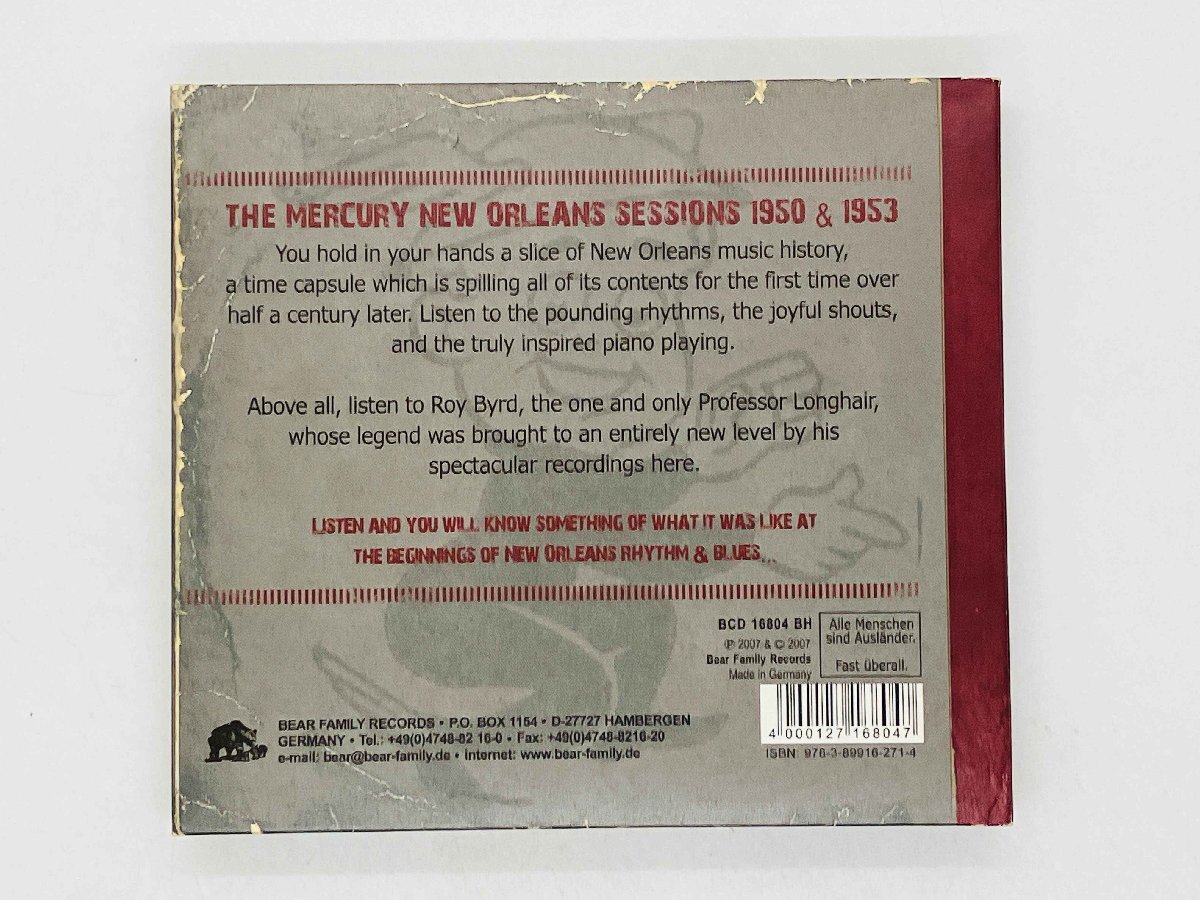 THE MERCURY NEW ORLEANS SESSIONS 1950 & 1953
You hold in your hands a slice of New Orleans music history,
a time capsule which is spilling all of its contents for the first time over
half a century later. Listen to the pounding rhythms, the joyful shouts,
and the truly inspired piano playing.
Above all, listen to Roy Byrd, the one and only Professor Longhair,
whose legend was brought to an entirely new level by his
spectacular recordings here.
LISTEN AND YOU WILL KNOW SOMETHING OF WHAT IT WAS LIKE AT
THE BEGINNINGS OF NEW ORLEANS RHYTHM & BLUES...
BCD 16804 BH
℗ 2007 & © 2007
Bear Family Records
Made in Germany
Alle Menschen
sind Ausländer.
Fast überall.
BEAR FAMILY RECORDS • P.O. BOX 1154 • D-27727 HAMBERGEN
GERMANY • Tel.: +49(0)4748-82 16-0 • Fax: +49(0)4748-8216-20
e-mail: bear@bear-family.de • Internet: www.bear-family.de
4 000127 168047
ISBN: 978-3-89916-271-4